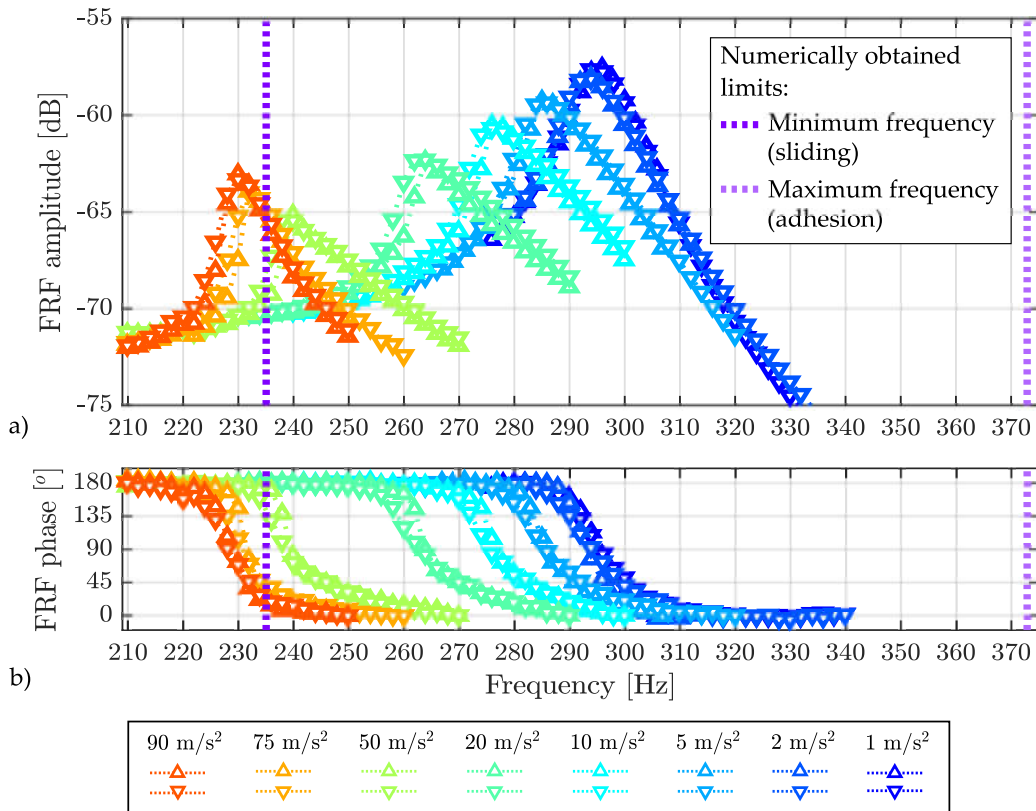 a)
-55
-60
-65
-70
-75
FRF amplitude [dB]
Numerically obtained
limits:
Minimum frequency
(sliding)
Maximum frequency
(adhesion)
210 220 230 240 250 260 270 280 290 300 310 320 330 340 350 360 370
b)
180
135
90
45
0
FRF phase [°]
210 220 230 240 250 260 270 280 290 300 310 320 330 340 350 360 370
Frequency [Hz]
90 m/s² 75 m/s² 50 m/s² 20 m/s² 10 m/s² 5 m/s² 2 m/s² 1 m/s²